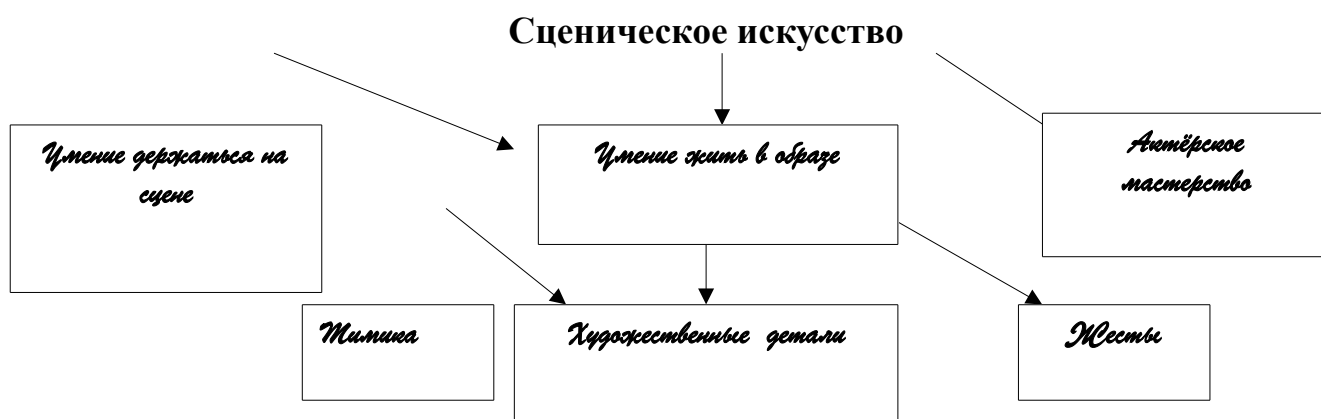 Сценическое искусство
Умение держаться на
сцене
Умение жить в образе
Актёрское
мастерство
Мимика
Художественные детали
Жесты